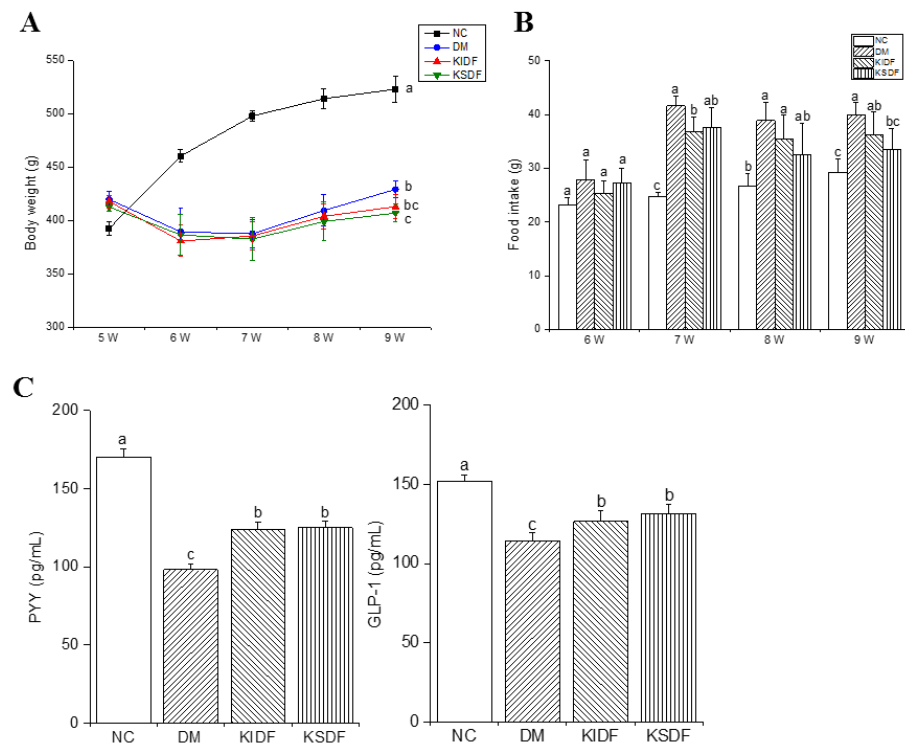 A
NC
DM
KIDF
KSDF
550
500
450
400
350
300
Body weight (g)
a
b
bc
c
5 W 6 W 7 W 8 W 9 W
B
NC
DM
KIDF
KSDF
60
50
40
30
20
10
0
Food intake (g)
a a a a
c a b ab
b a a ab
c a ab bc
6 W 7 W 8 W 9 W
C
200
150
100
50
0
PYY (pg/mL)
a c b b
NC DM KIDF KSDF
200
150
100
50
0
GLP-1 (pg/mL)
a c b b
NC DM KIDF KSDF